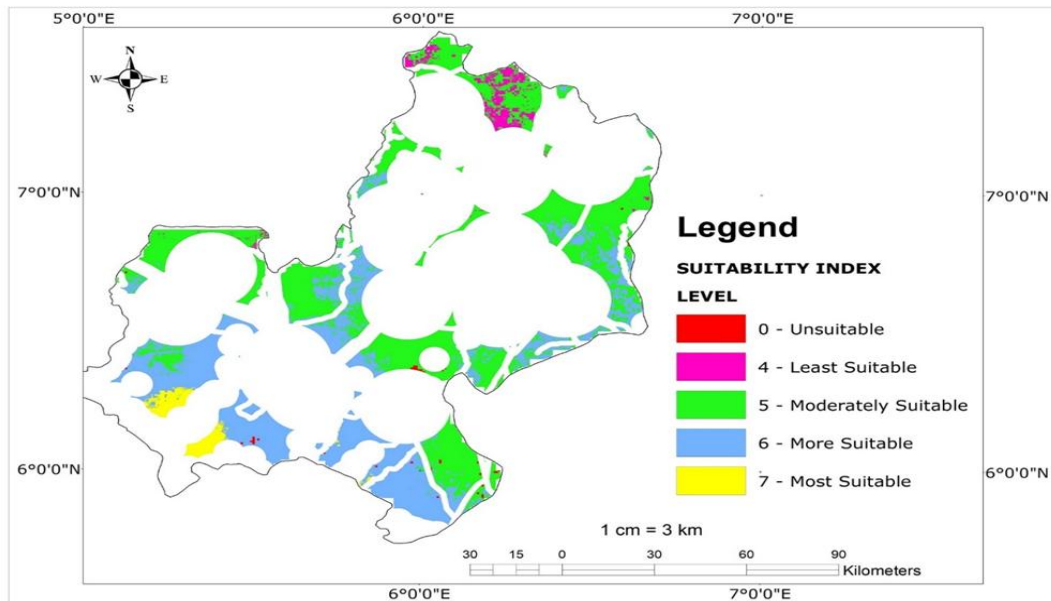 5°0'0"E 6°0'0"E 7°0'0"E
N
W E
S
7°0'0"N 7°0'0"N
Legend
SUITABILITY INDEX
LEVEL
0 - Unsuitable
4 - Least Suitable
5 - Moderately Suitable
6 - More Suitable
7 - Most Suitable
6°0'0"N 6°0'0"N
1 cm = 3 km
30 15 0 30 60 90
Kilometers
6°0'0"E 7°0'0"E